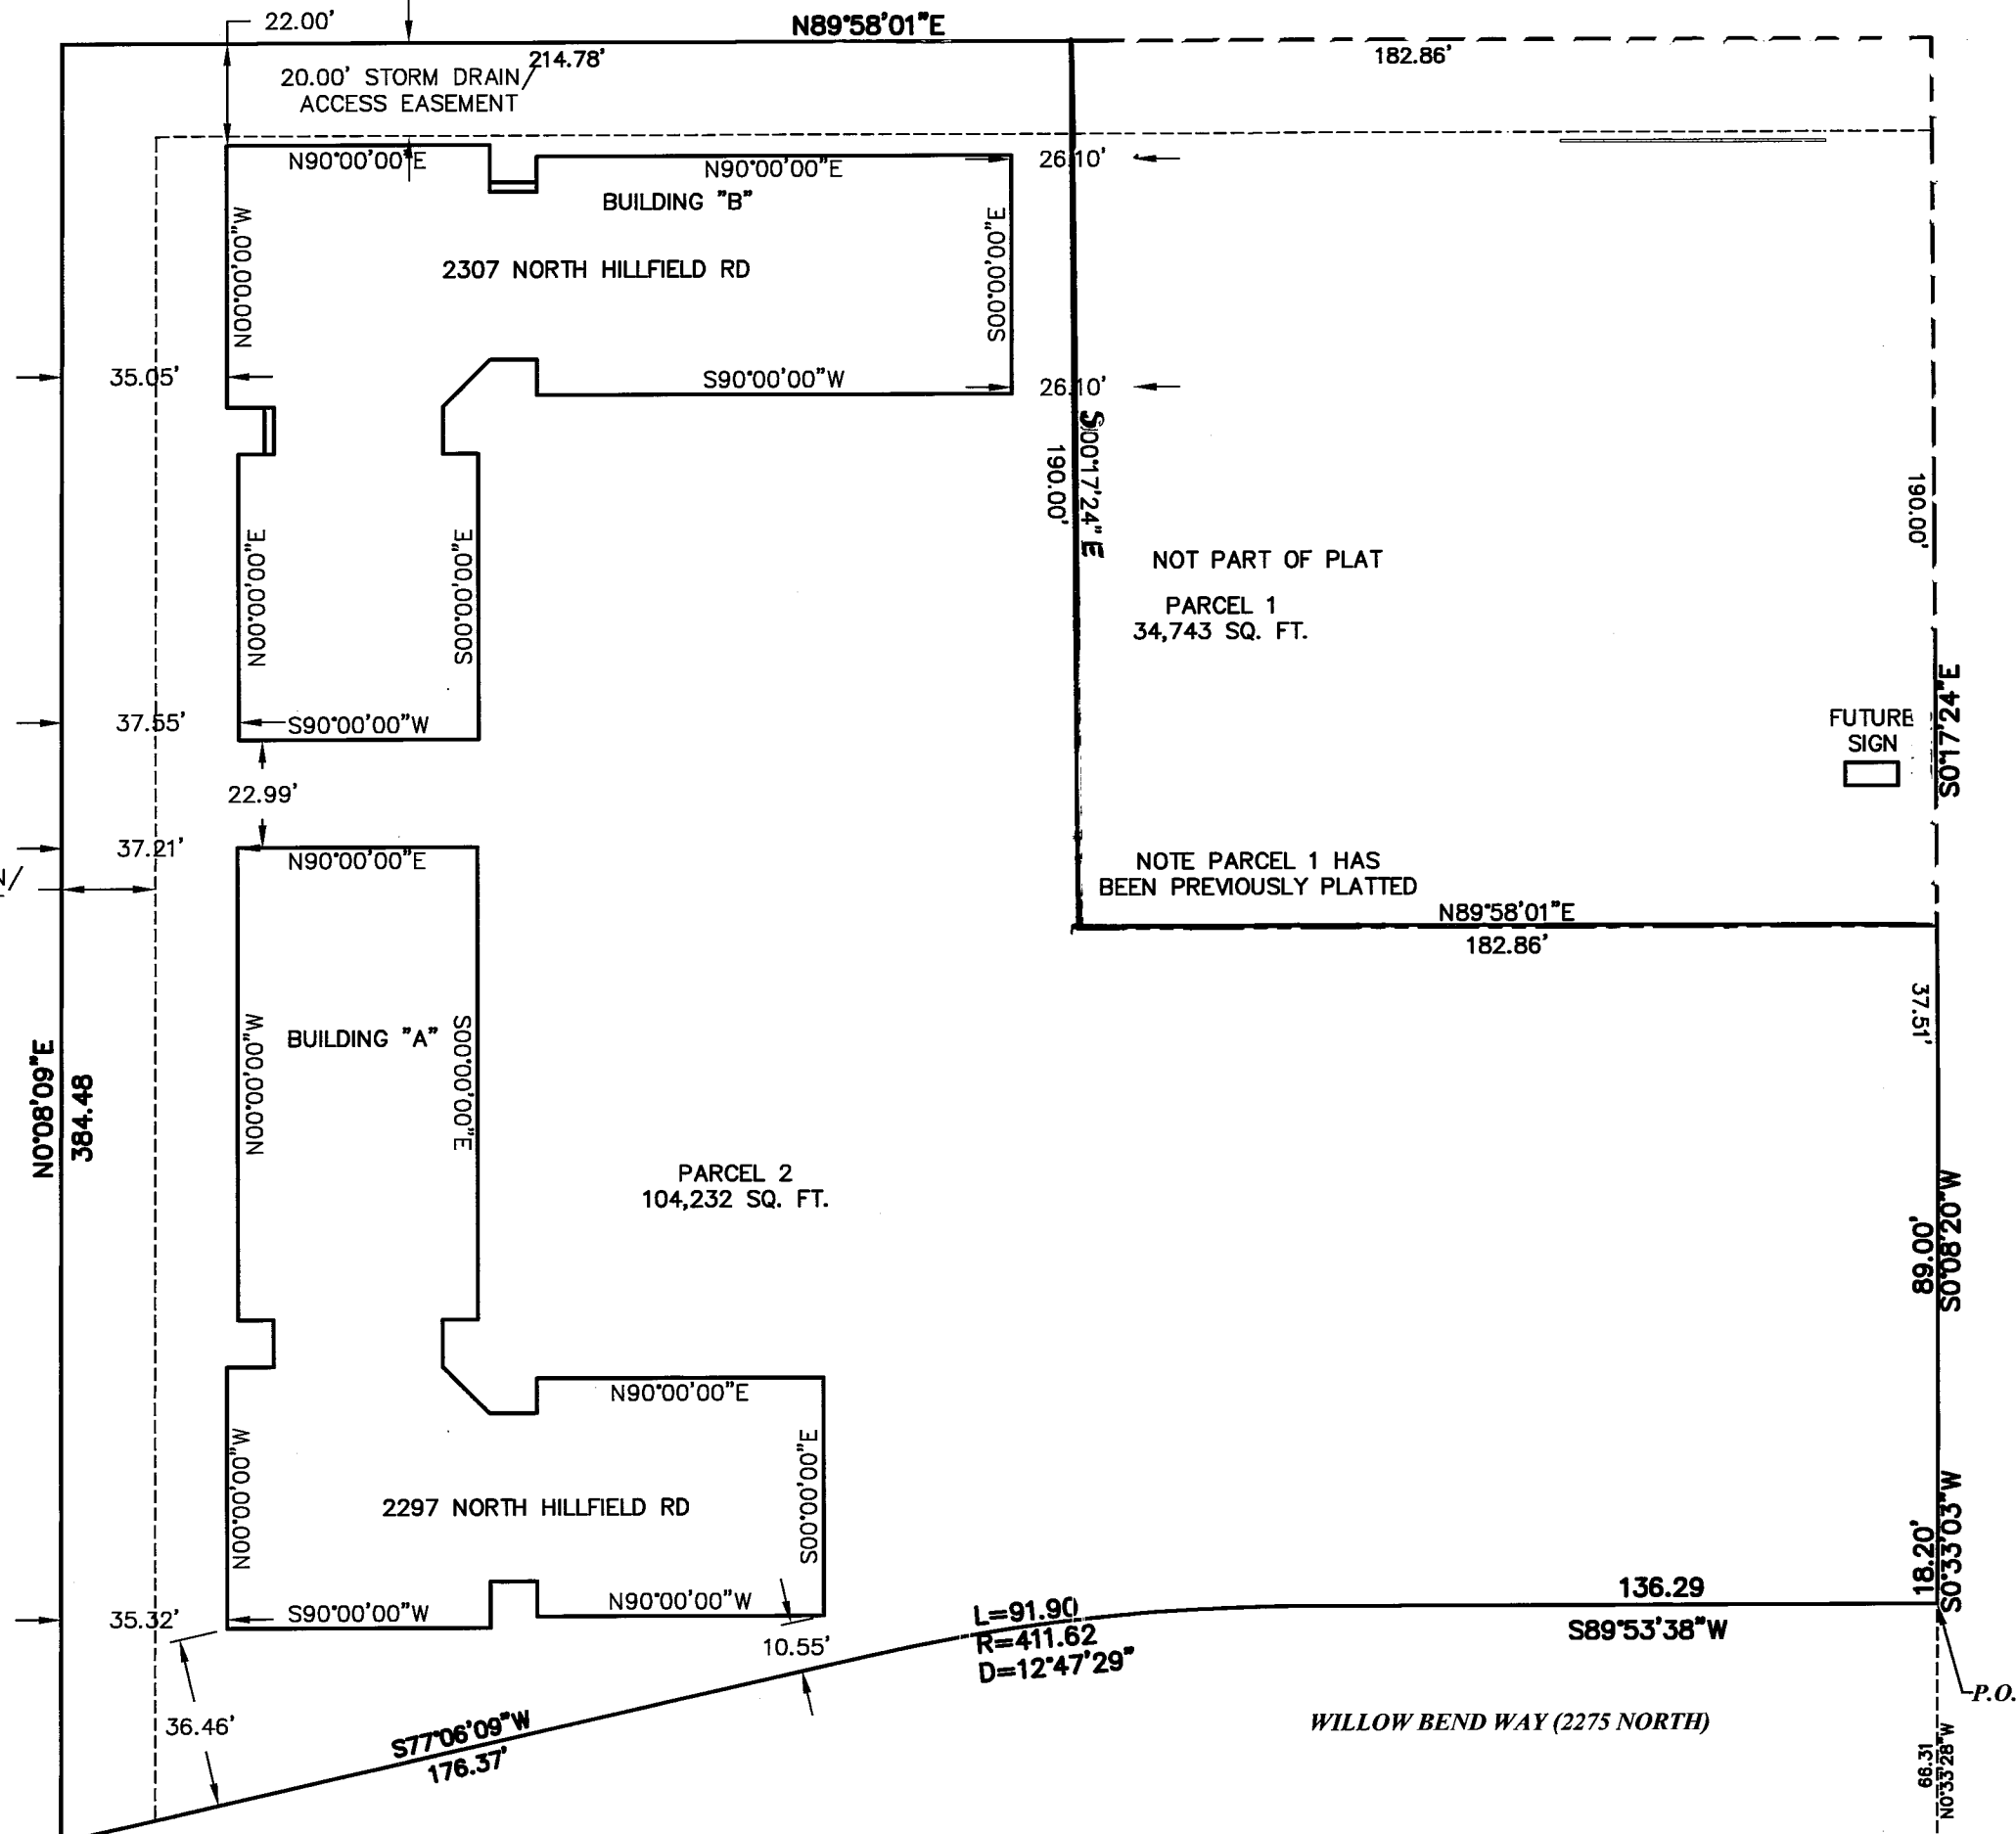 22.00'
N89°58'01"E
214.78'
182.86'
20.00' STORM DRAIN/
ACCESS EASEMENT
N90°00'00"E
N90°00'00"E
26.10'
BUILDING "B"
N00°00'00"W
S00°00'00"E
2307 NORTH HILLFIELD RD
35.05'
S90°00'00"W
26.10'
S00°17'24"E
190.00'
190.00'
N00°00'00"E
S00°00'00"E
NOT PART OF PLAT
PARCEL 1
34,743 SQ. FT.
S0°17'24"E
37.55'
S90°00'00"W
FUTURE
SIGN
22.99'
37.21'
N90°00'00"E
NOTE PARCEL 1 HAS
BEEN PREVIOUSLY PLATTED
N89°58'01"E
182.86'
37.51'
N0°08'09"E
384.48
N00°00'00"W
BUILDING "A"
S00°00'00"E
PARCEL 2
104,232 SQ. FT.
89.00'
S0°08'20"W
N90°00'00"E
N00°00'00"W
S00°00'00"E
2297 NORTH HILLFIELD RD
18.20'
S0°33'03"W
35.32'
S90°00'00"W
N90°00'00"W
10.55'
L=91.90
R=411.62
D=12°47'29"
136.29
S89°53'38"W
36.46'
S77°06'09"W
176.37'
WILLOW BEND WAY (2275 NORTH)
P.O.
66.31
N0°33'28"W